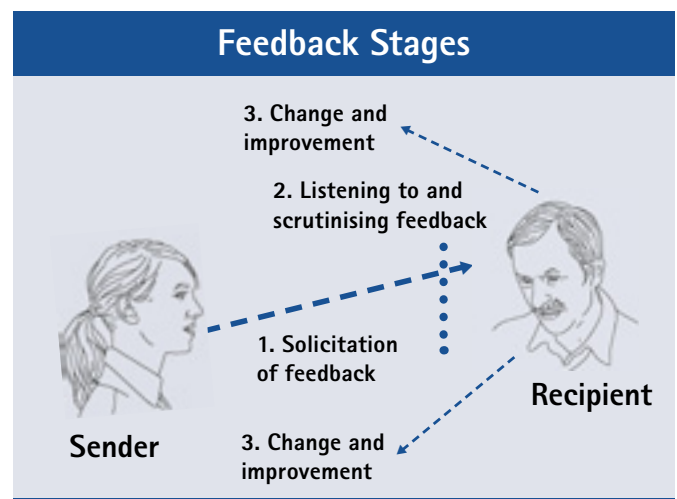 Feedback Stages
3. Change and
improvement
2. Listening to and
scrutinising feedback
1. Solicitation
of feedback
Recipient
Sender
3. Change and
improvement